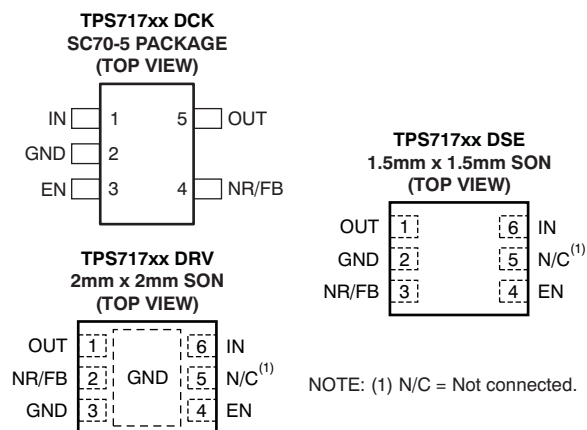 TPS717xx DCK
SC70-5 PACKAGE
(TOP VIEW)
IN 1 5 OUT
GND 2
EN 3 4 NR/FB
TPS717xx DSE
1.5mm x 1.5mm SON
(TOP VIEW)
OUT 1 6 IN
GND 2 5 N/C(1)
NR/FB 3 4 EN
TPS717xx DRV
2mm x 2mm SON
(TOP VIEW)
OUT 1 6 IN
NR/FB 2 GND 5 N/C(1)
GND 3 4 EN
NOTE: (1) N/C = Not connected.